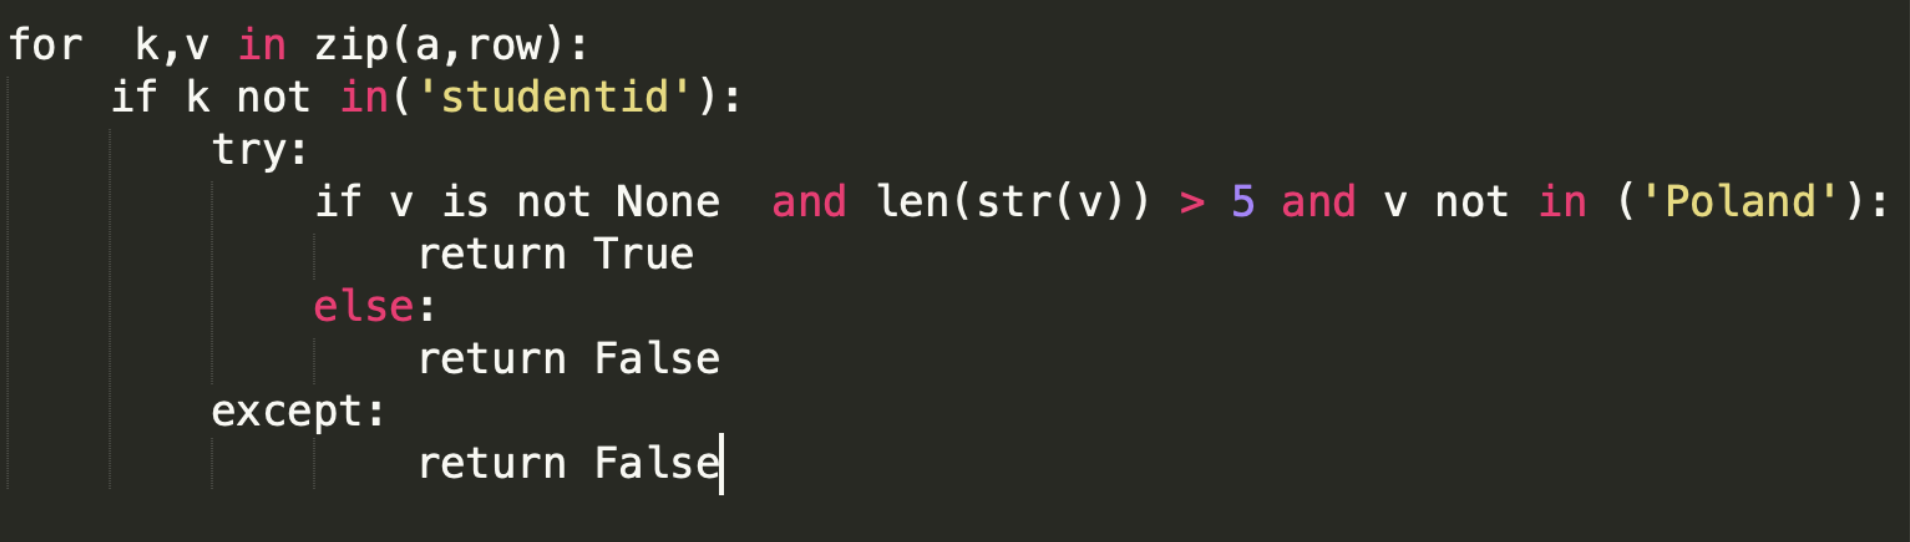 for  k,v in zip(a,row):
    if k not in('studentid'):
        try:
            if v is not None  and len(str(v)) > 5 and v not in ('Poland'):
                return True
            else:
                return False
        except:
                return False